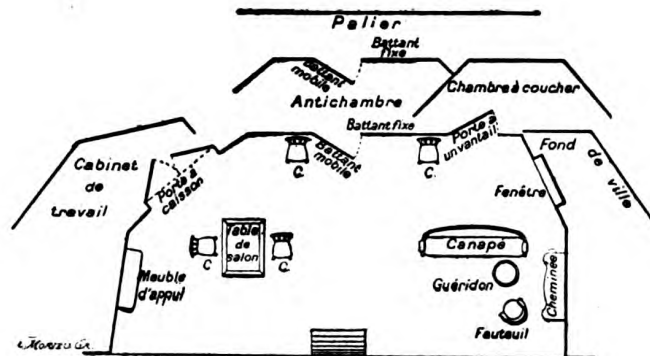 Palier
Battant
fixe
Battant
mobile
Antichambre
Chambre à coucher
Battant fixe
Porte à
un vantail
Battant
mobile
C.
C.
Cabinet
de
travail
Porte à
caisson
Fond
de
ville
Fenêtre
Table
de
salon
C
C.
Canapé
Meuble
d'appui
Guéridon
Cheminée
Fauteuil